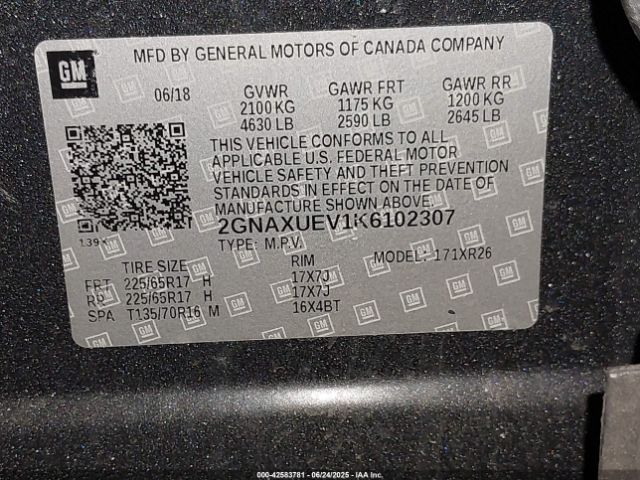 GM
MFD BY GENERAL MOTORS OF CANADA COMPANY
06/18 GVWR GAWR FRT GAWR RR
2100 KG 1175 KG 1200 KG
4630 LB 2590 LB 2645 LB
THIS VEHICLE CONFORMS TO ALL
APPLICABLE U.S. FEDERAL MOTOR
VEHICLE SAFETY AND THEFT PREVENTION
STANDARDS IN EFFECT ON THE DATE OF
MANUFACTURE SHOWN ABOVE.
139X 2GNAXUEV1K6102307
TYPE: M.P.V. MODEL: 171XR26
TIRE SIZE RIM
FRT 225/65R17 H 17X7J
RR 225/65R17 H 17X7J
SPA T135/70R16 M 16X4BT
000-42583781 - 06/24/2025 - IAA Inc.